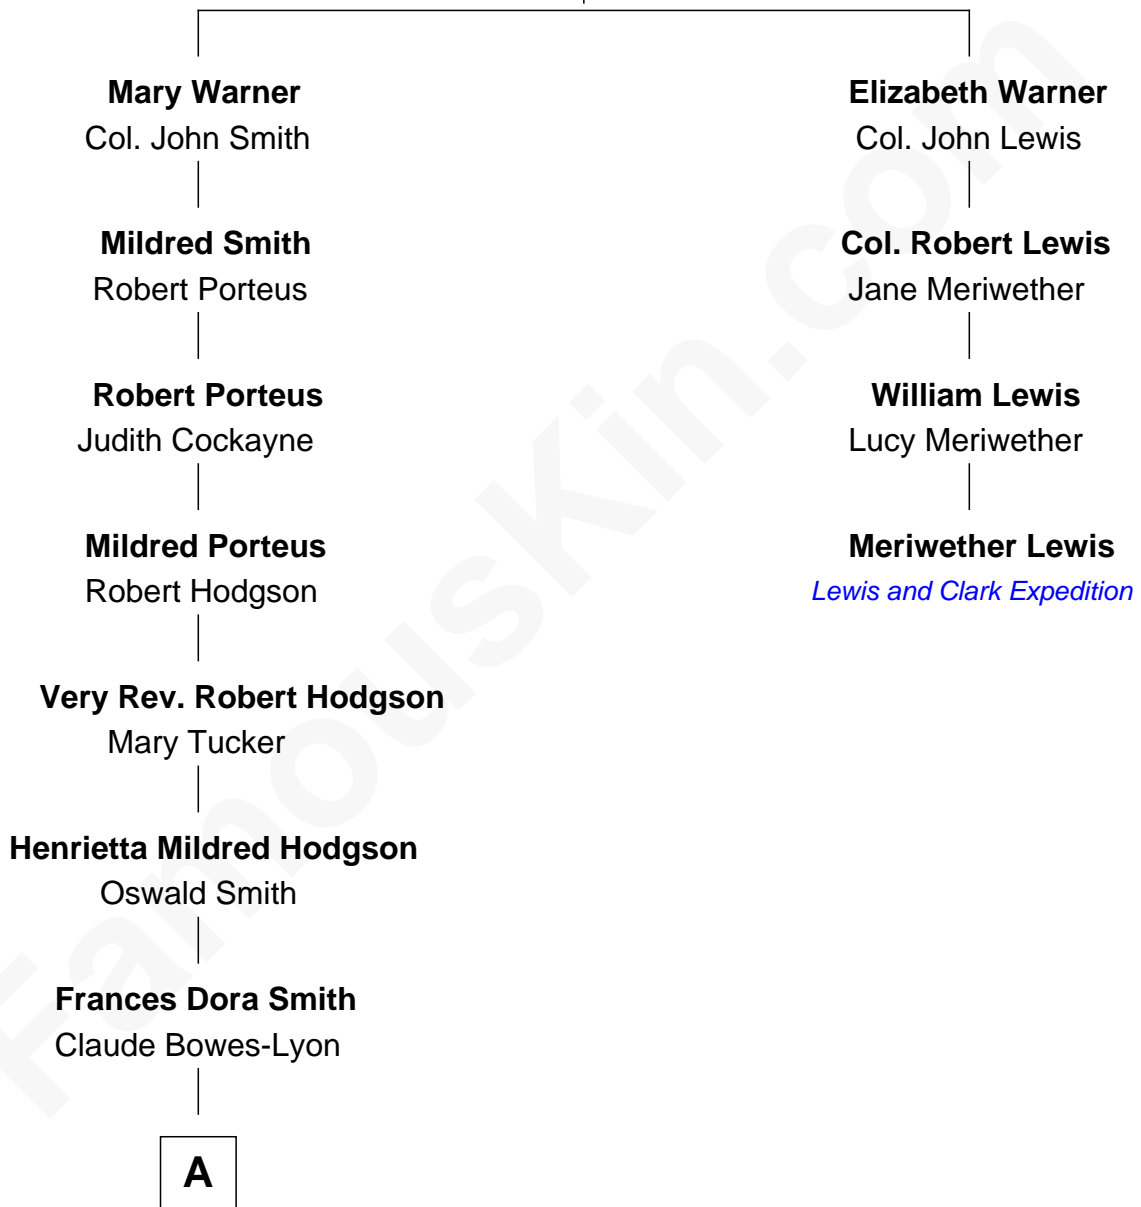 Mary Warner
Col. John Smith
Elizabeth Warner
Col. John Lewis
Mildred Smith
Robert Porteus
Col. Robert Lewis
Jane Meriwether
Robert Porteus
Judith Cockayne
William Lewis
Lucy Meriwether
Mildred Porteus
Robert Hodgson
Meriwether Lewis
Lewis and Clark Expedition
Very Rev. Robert Hodgson
Mary Tucker
Henrietta Mildred Hodgson
Oswald Smith
Frances Dora Smith
Claude Bowes-Lyon
A
FamousKin.com